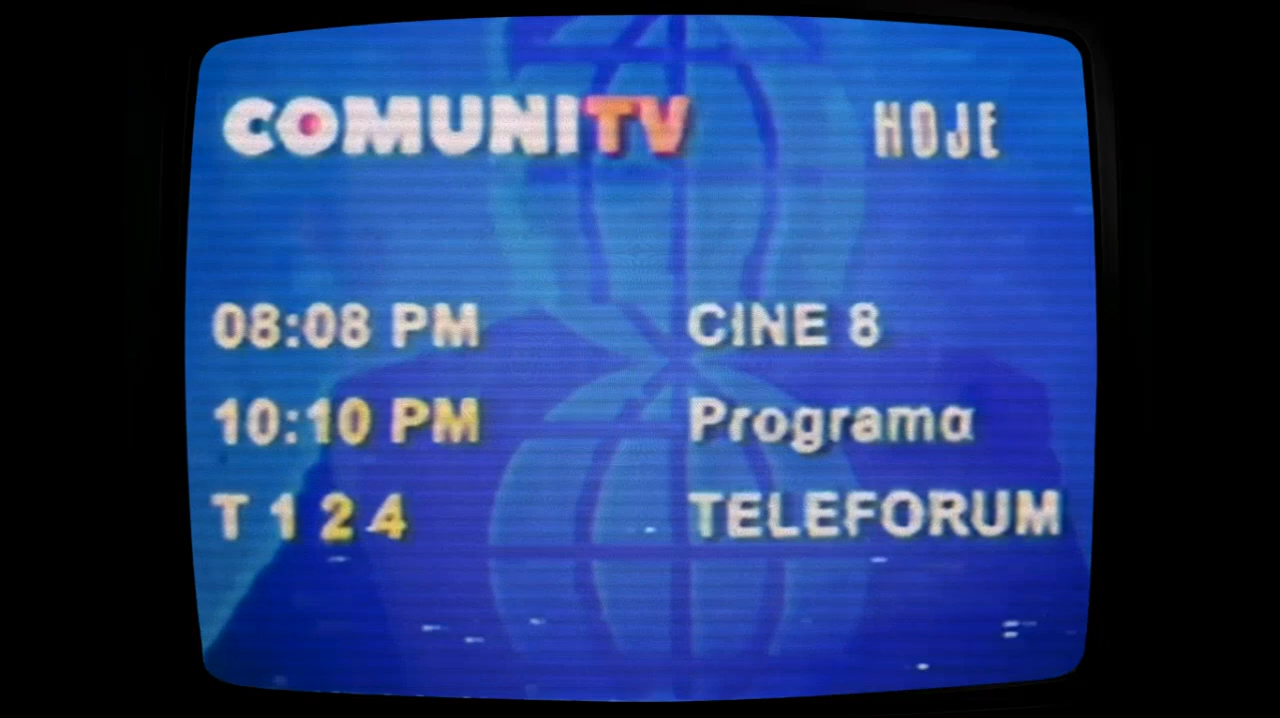 COMUNITV HOJE
08:08 PM CINE 8
10:10 PM Programa
T 1 2 4 TELEFORUM